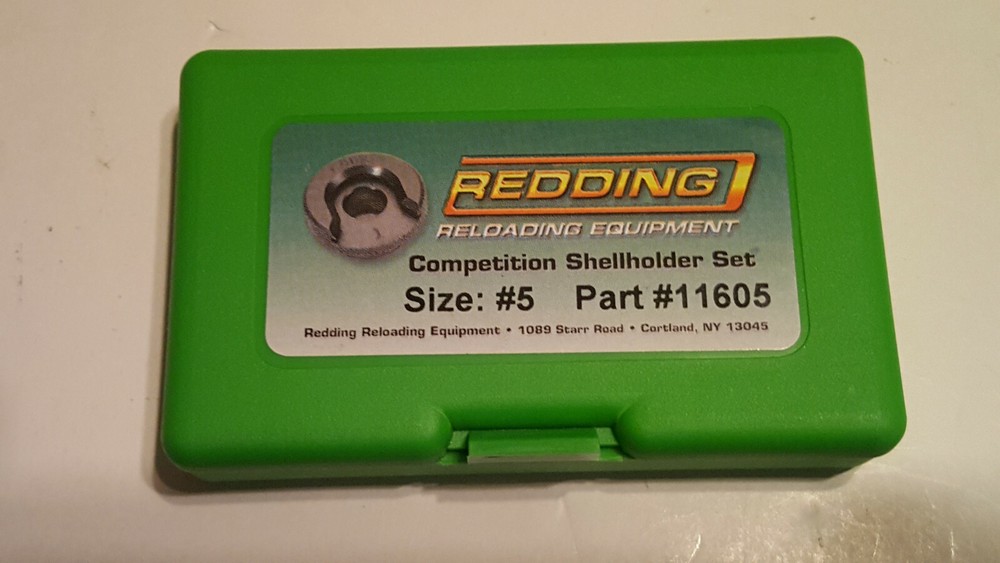 REDDING
RELOADING EQUIPMENT
Competition Shellholder Set
Size: #5 Part #11605
Redding Reloading Equipment • 1089 Starr Road • Cortland, NY 13045